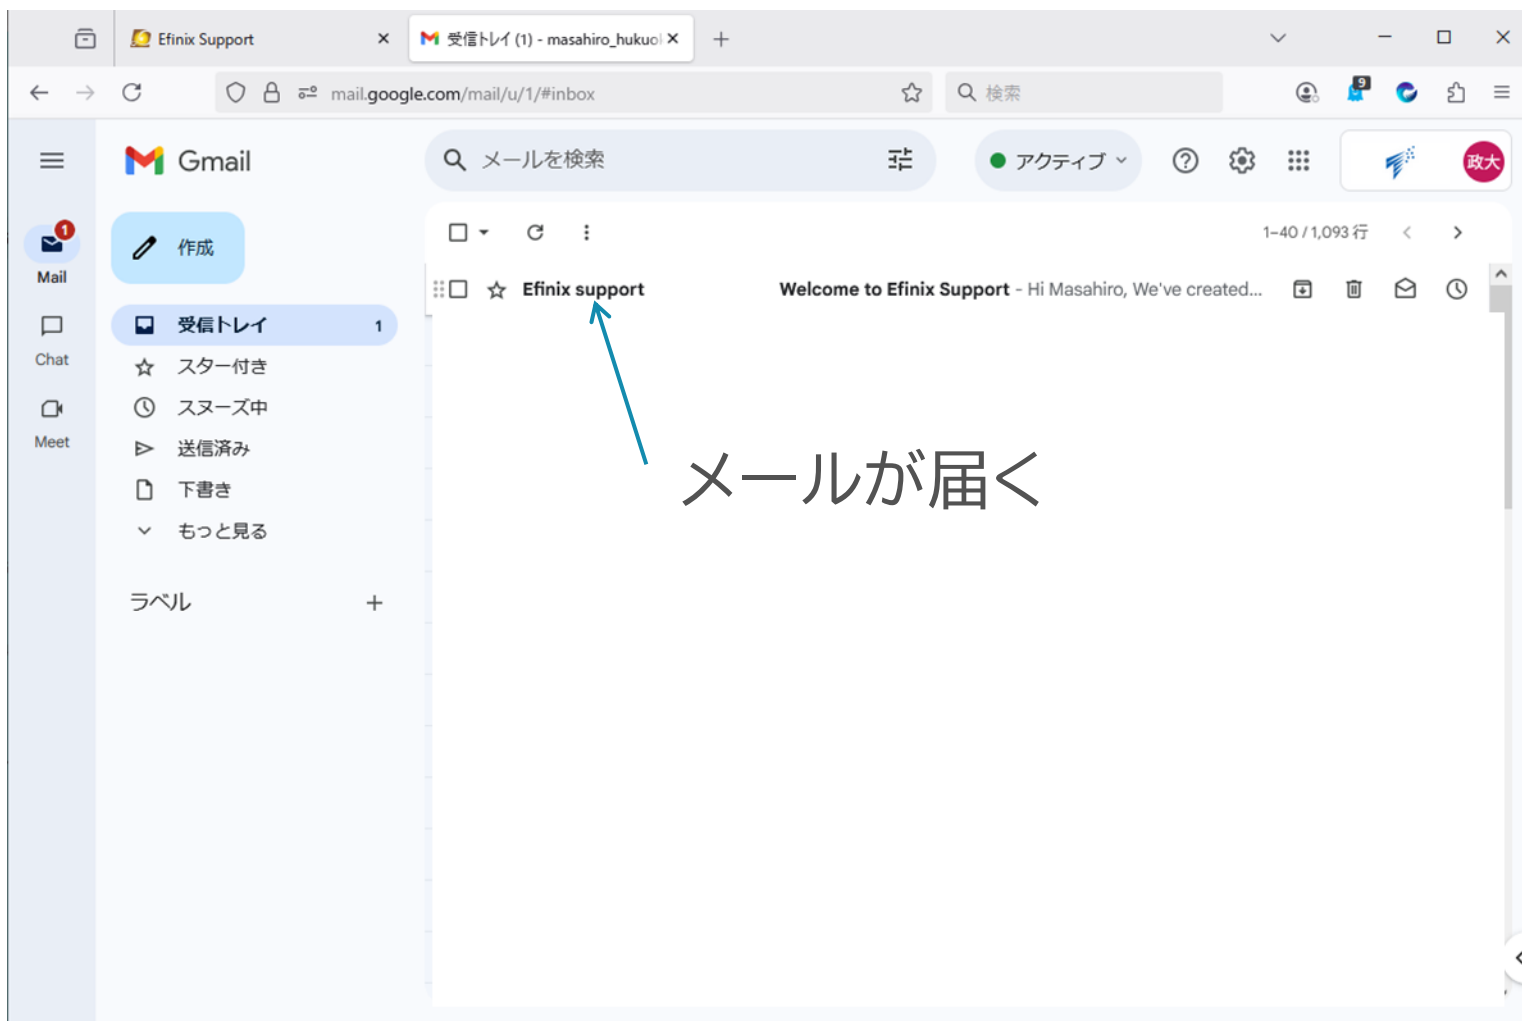 Efinix Support
受信トレイ (1) - masahiro_hukuo
mail.google.com/mail/u/1/#inbox
検索
9
Gmail
メールを検索
アクティブ
政大
1
Mail
Chat
Meet
作成
受信トレイ 1
スター付き
スヌーズ中
送信済み
下書き
もっと見る
ラベル
1–40 / 1,093 行
Efinix support Welcome to Efinix Support - Hi Masahiro, We've created...
メールが届く